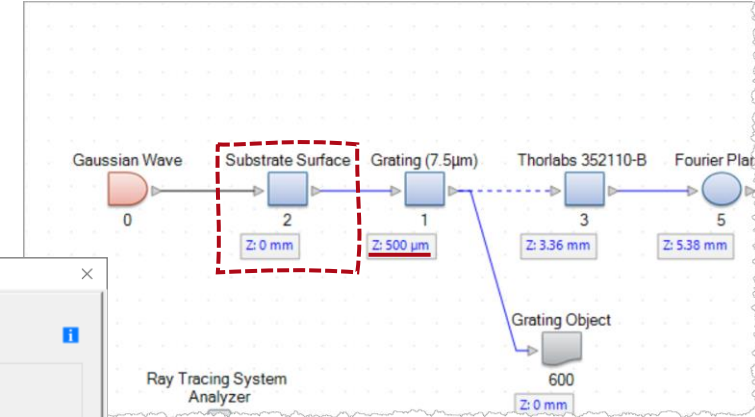 Gaussian Wave
Substrate Surface
Grating (7.5µm)
Thorlabs 352110-B
Fourier Plan
0
2
1
3
5
Z: 0 mm
Z: 500 µm
Z: 3.36 mm
Z: 5.38 mm
Grating Object
600
Z: 0 mm
Ray Tracing System
Analyzer
i